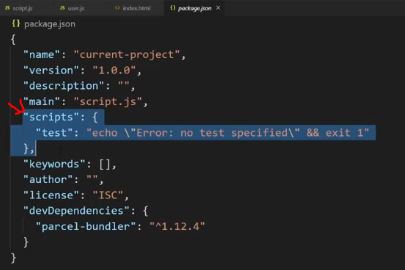 script.js user.js index.html package.json ×
package.json
{
"name": "current-project",
"version": "1.0.0",
"description": "",
"main": "script.js",
"scripts": {
"test": "echo \"Error: no test specified\" && exit 1"
},
"keywords": [],
"author": "",
"license": "ISC",
"devDependencies": {
"parcel-bundler": "^1.12.4"
}
}